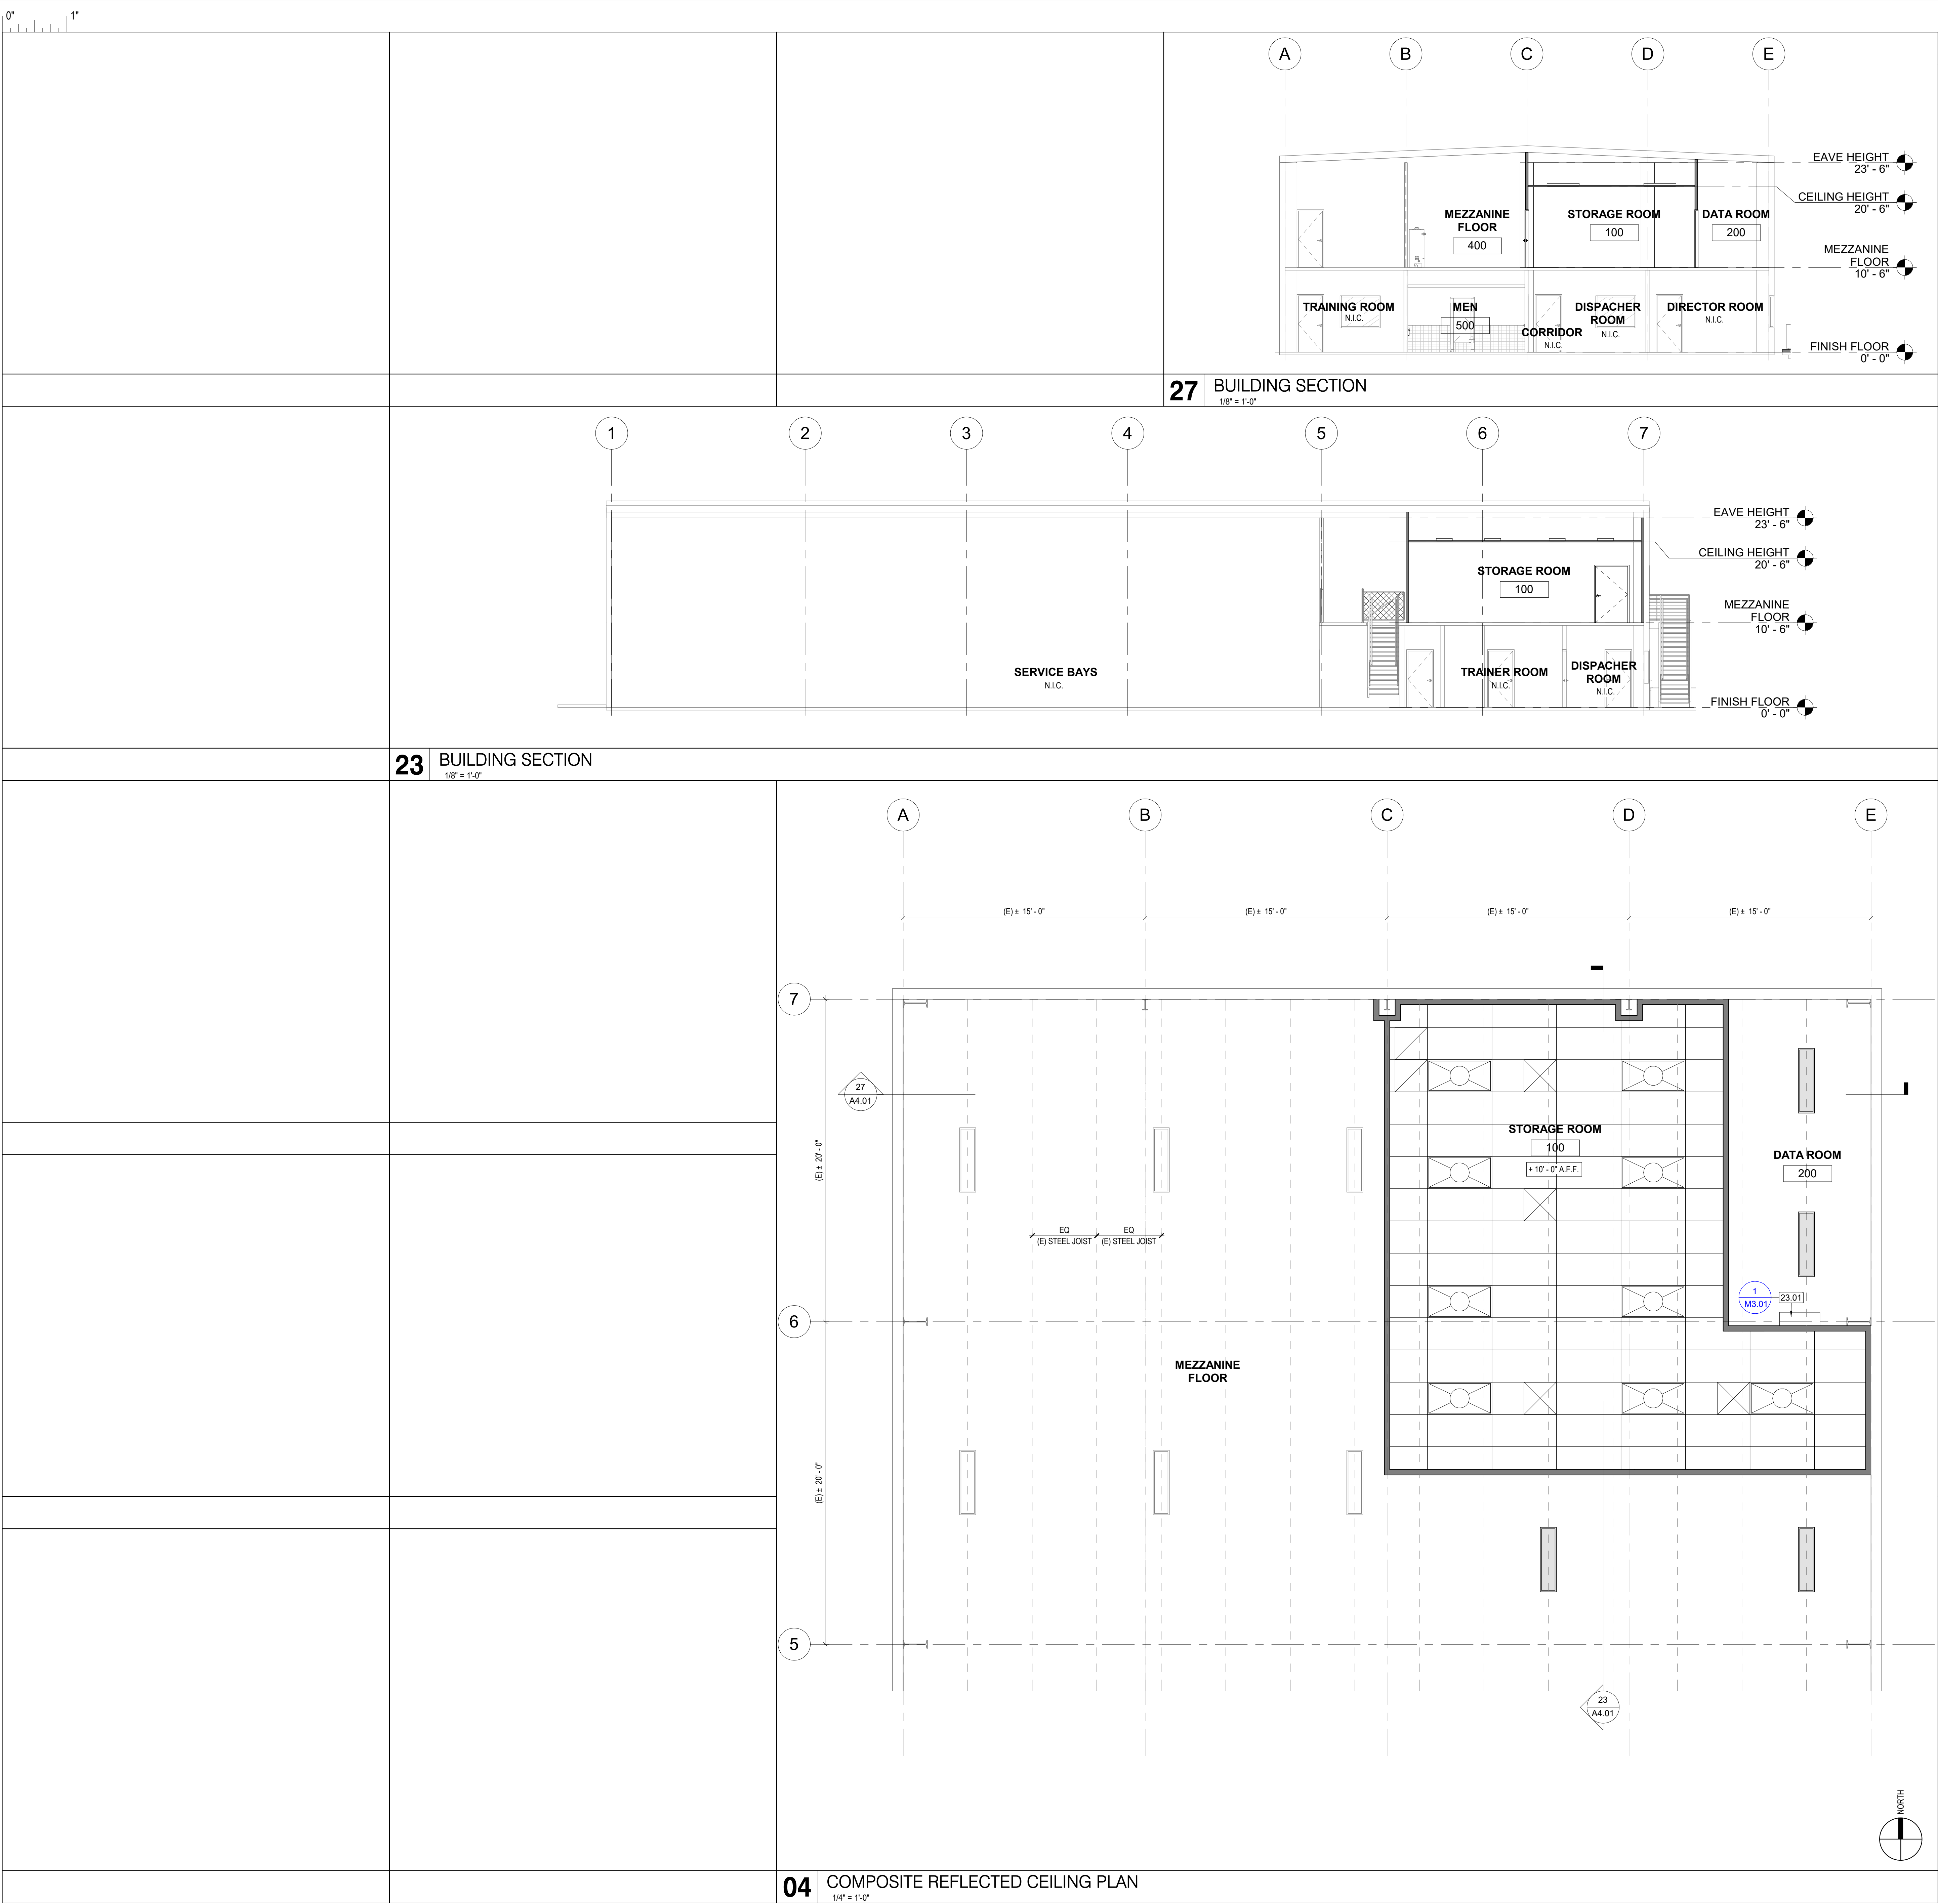 0" 1"
A B C D E
EAVE HEIGHT
23' - 6"
CEILING HEIGHT
20' - 6"
MEZZANINE
FLOOR
400
STORAGE ROOM
100
DATA ROOM
200
MEZZANINE
FLOOR
10' - 6"
TRAINING ROOM
N.I.C.
MEN
500
CORRIDOR
N.I.C.
DISPACHER
ROOM
N.I.C.
DIRECTOR ROOM
N.I.C.
FINISH FLOOR
0' - 0"
27 BUILDING SECTION
1/8" = 1'-0"
1 2 3 4 5 6 7
EAVE HEIGHT
23' - 6"
CEILING HEIGHT
20' - 6"
STORAGE ROOM
100
MEZZANINE
FLOOR
10' - 6"
SERVICE BAYS
N.I.C.
TRAINER ROOM
N.I.C.
DISPACHER
ROOM
N.I.C.
FINISH FLOOR
0' - 0"
23 BUILDING SECTION
1/8" = 1'-0"
A B C D E
(E) ± 15' - 0" (E) ± 15' - 0" (E) ± 15' - 0" (E) ± 15' - 0"
7
27
A4.01
(E) ± 20' - 0"
STORAGE ROOM
100
+ 10' - 0" A.F.F.
DATA ROOM
200
EQ EQ
(E) STEEL JOIST (E) STEEL JOIST
1
M3.01
23.01
6
MEZZANINE
FLOOR
(E) ± 20' - 0"
5
23
A4.01
NORTH
04 COMPOSITE REFLECTED CEILING PLAN
1/4" = 1'-0"